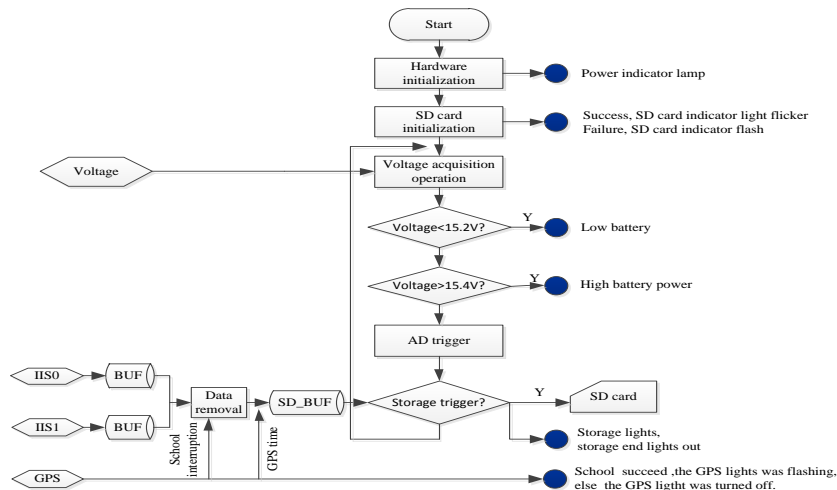 Start
Hardware
initialization
Power indicator lamp
SD card
initialization
Success, SD card indicator light flicker
Failure, SD card indicator flash
Voltage
Voltage acquisition
operation
Voltage<15.2V?
Y
Low battery
Voltage>15.4V?
Y
High battery power
AD trigger
IIS0
BUF
Data
removal
SD_BUF
Storage trigger?
Y
SD card
IIS1
BUF
School
interruption
GPS time
Storage lights,
storage end lights out
GPS
School succeed ,the GPS lights was flashing,
else the GPS ligtht was turned off.